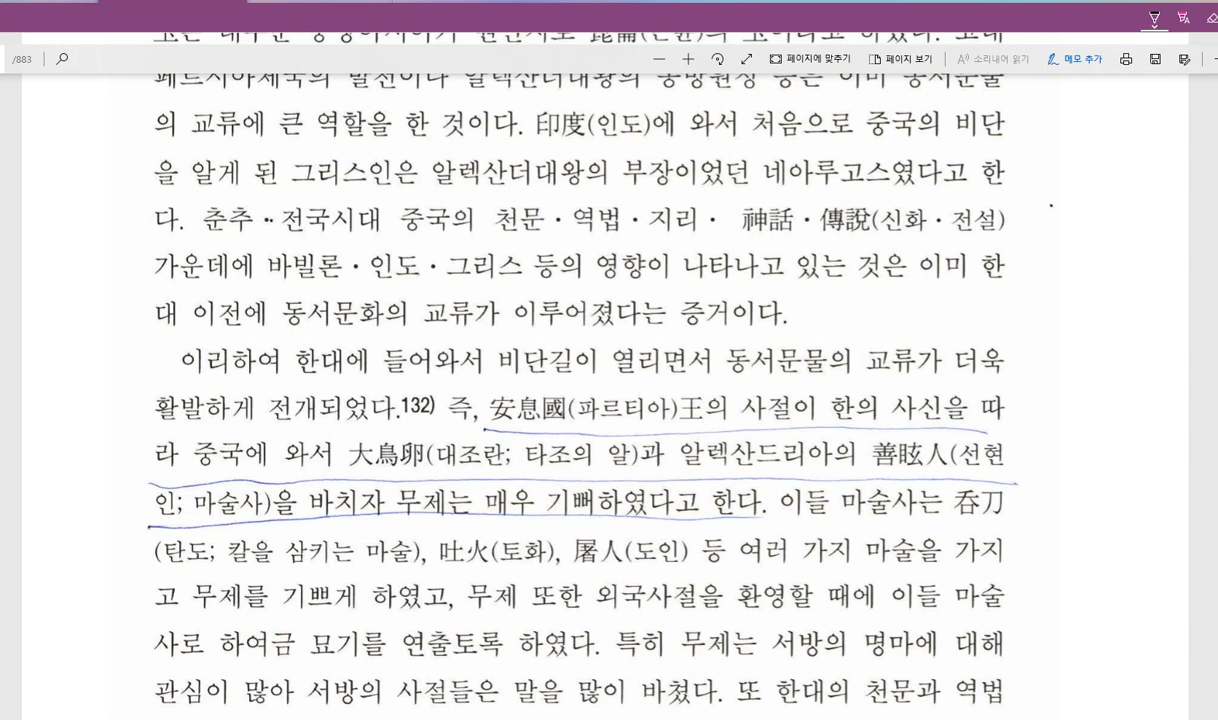 /883
페이지에 맞추기
페이지 보기
소리내어 읽기
메모 추가
페르시아제국의 발전이나 알렉산더대왕의 동방원정 등은 이미 동서문물
의 교류에 큰 역할을 한 것이다. 印度(인도)에 와서 처음으로 중국의 비단
을 알게 된 그리스인은 알렉산더대왕의 부장이었던 네아루고스였다고 한
다. 춘추·전국시대 중국의 천문·역법·지리· 神話·傳說(신화·전설)
가운데에 바빌론·인도·그리스 등의 영향이 나타나고 있는 것은 이미 한
대 이전에 동서문화의 교류가 이루어졌다는 증거이다.
이리하여 한대에 들어와서 비단길이 열리면서 동서문물의 교류가 더욱
활발하게 전개되었다.132) 즉, 安息國(파르티아)王의 사절이 한의 사신을 따
라 중국에 와서 大鳥卵(대조란; 타조의 알)과 알렉산드리아의 善眩人(선현
인; 마술사)을 바치자 무제는 매우 기뻐하였다고 한다. 이들 마술사는 呑刀
(탄도; 칼을 삼키는 마술), 吐火(토화), 屠人(도인) 등 여러 가지 마술을 가지
고 무제를 기쁘게 하였고, 무제 또한 외국사절을 환영할 때에 이들 마술
사로 하여금 묘기를 연출토록 하였다. 특히 무제는 서방의 명마에 대해
관심이 많아 서방의 사절들은 말을 많이 바쳤다. 또 한대의 천문과 역법